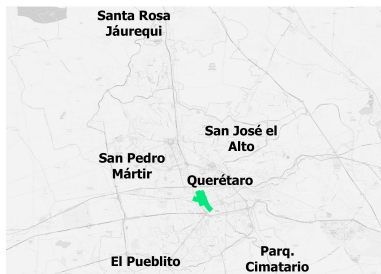 Santa Rosa
Jáurequi
San José el
Alto
San Pedro
Mártir
Querétaro
El Pueblito
Parq.
Cimatario